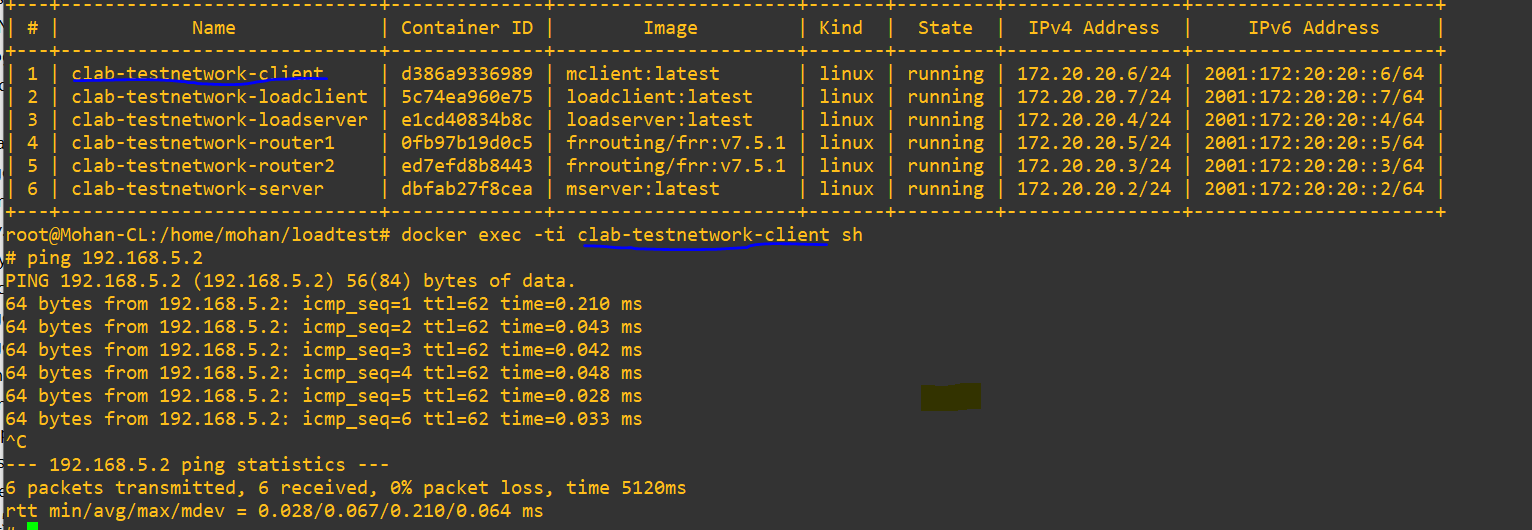 +---+------------------------------+--------------+-----------------------+-------+---------+----------------+----------------------+
| # |            Name              | Container ID |        Image          | Kind  |  State  |  IPv4 Address  |     IPv6 Address     |
+---+------------------------------+--------------+-----------------------+-------+---------+----------------+----------------------+
| 1 | clab-testnetwork-client      | d386a9336989 | mclient:latest        | linux | running | 172.20.20.6/24 | 2001:172:20:20::6/64 |
| 2 | clab-testnetwork-loadclient | 5c74ea960e75 | loadclient:latest     | linux | running | 172.20.20.7/24 | 2001:172:20:20::7/64 |
| 3 | clab-testnetwork-loadserver | e1cd40834b8c | loadserver:latest     | linux | running | 172.20.20.4/24 | 2001:172:20:20::4/64 |
| 4 | clab-testnetwork-router1     | 0fb97b19d0c5 | frrouting/frr:v7.5.1 | linux | running | 172.20.20.5/24 | 2001:172:20:20::5/64 |
| 5 | clab-testnetwork-router2     | ed7efd8b8443 | frrouting/frr:v7.5.1 | linux | running | 172.20.20.3/24 | 2001:172:20:20::3/64 |
| 6 | clab-testnetwork-server      | dbfab27f8cea | mserver:latest        | linux | running | 172.20.20.2/24 | 2001:172:20:20::2/64 |
+---+------------------------------+--------------+-----------------------+-------+---------+----------------+----------------------+
root@Mohan-CL:/home/mohan/loadtest# docker exec -ti clab-testnetwork-client sh
# ping 192.168.5.2
PING 192.168.5.2 (192.168.5.2) 56(84) bytes of data.
64 bytes from 192.168.5.2: icmp_seq=1 ttl=62 time=0.210 ms
64 bytes from 192.168.5.2: icmp_seq=2 ttl=62 time=0.043 ms
64 bytes from 192.168.5.2: icmp_seq=3 ttl=62 time=0.042 ms
64 bytes from 192.168.5.2: icmp_seq=4 ttl=62 time=0.048 ms
64 bytes from 192.168.5.2: icmp_seq=5 ttl=62 time=0.028 ms
64 bytes from 192.168.5.2: icmp_seq=6 ttl=62 time=0.033 ms
^C
--- 192.168.5.2 ping statistics ---
6 packets transmitted, 6 received, 0% packet loss, time 5120ms
rtt min/avg/max/mdev = 0.028/0.067/0.210/0.064 ms
#